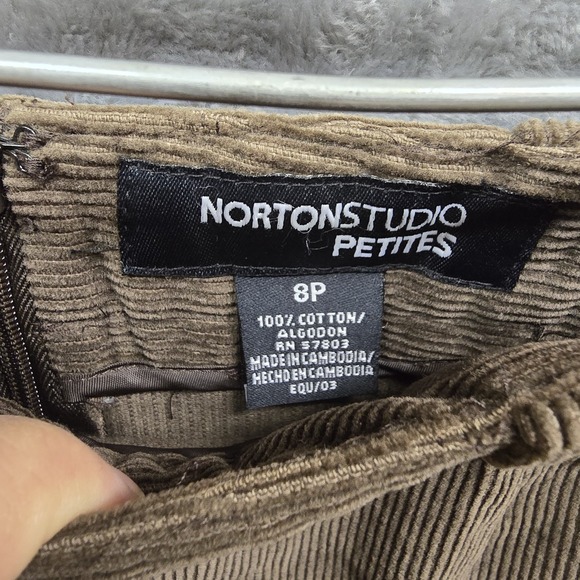 NORTONSTUDIO
PETITES
8P
100% COTTON/
ALGODON
RN 57803
MADE IN CAMBODIA/
HECHO EN CAMBODIA
EQU/03